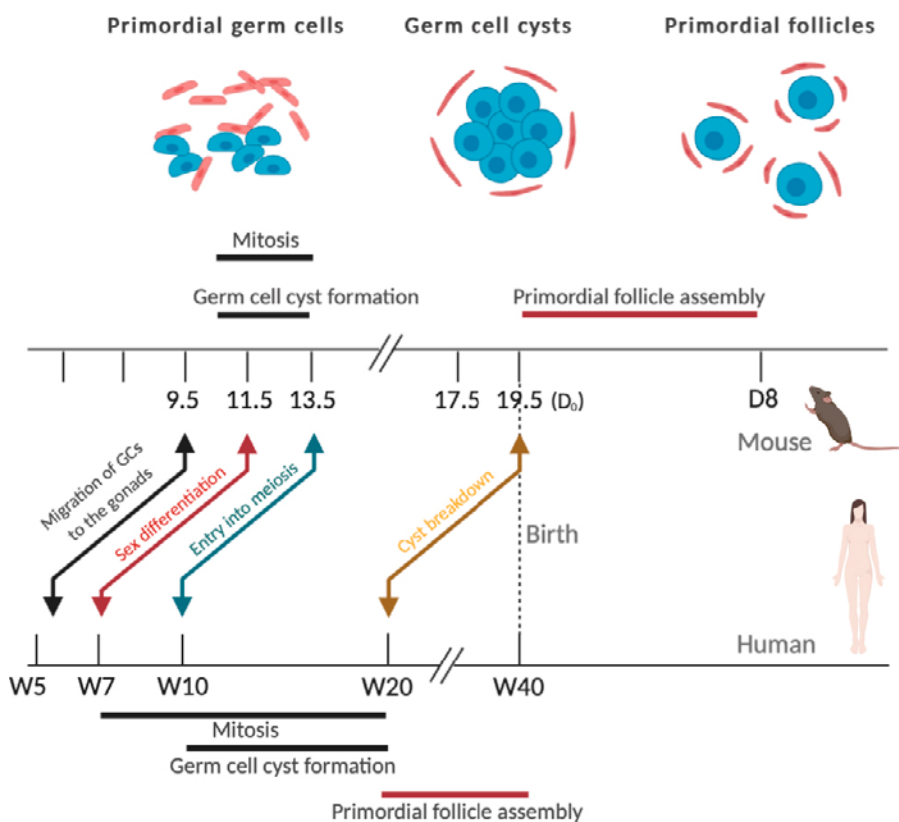 Primordial germ cells
Germ cell cysts
Primordial follicles
Mitosis
Germ cell cyst formation
Primordial follicle assembly
9.5
11.5
13.5
17.5
19.5 (D₀)
D8
Mouse
Migration of GCs
to the gonads
Sex differentiation
Entry into meiosis
Cyst breakdown
Birth
Human
W5
W7
W10
W20
W40
Mitosis
Germ cell cyst formation
Primordial follicle assembly